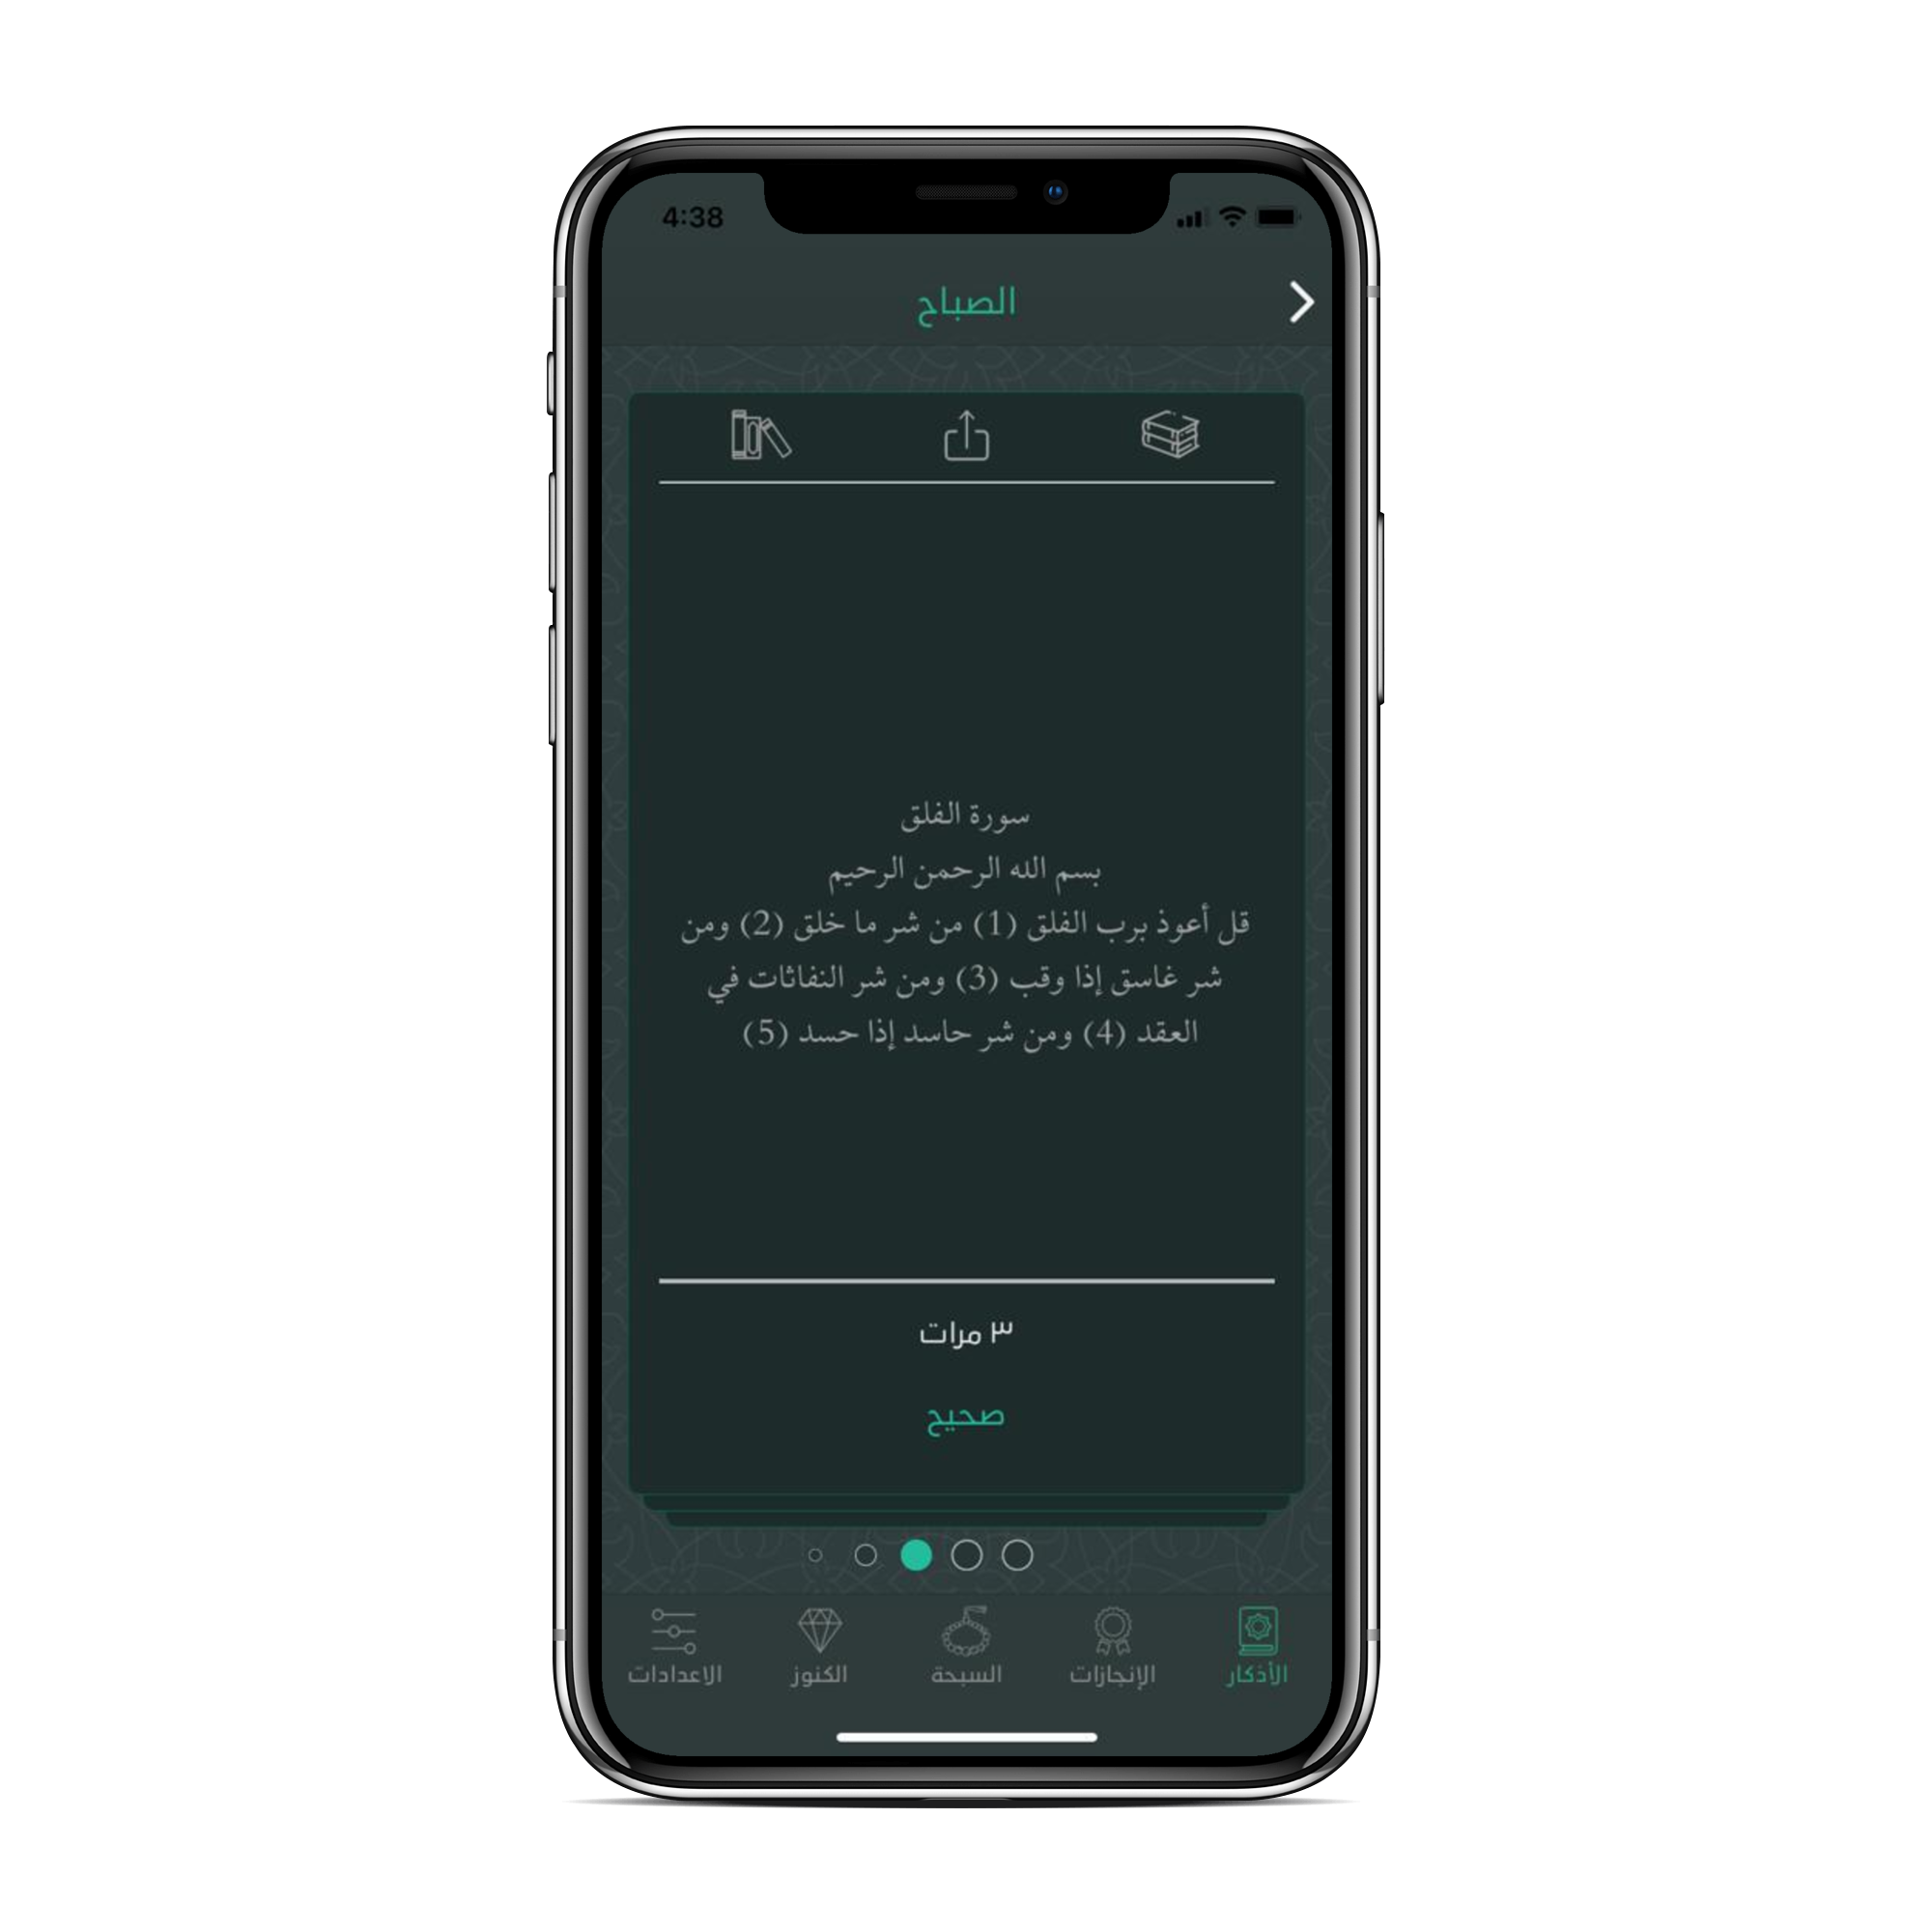 4:38
الصباح
سورة الفلق
بسم الله الرحمن الرحيم
قل أعوذ برب الفلق (1) من شر ما خلق (2) ومن
شر غاسق إذا وقب (3) ومن شر النفاثات في
العقد (4) ومن شر حاسد إذا حسد (5)
٣ مرات
صحيح
الأذكار
الإنجازات
السبحة
الكنوز
الاعدادات